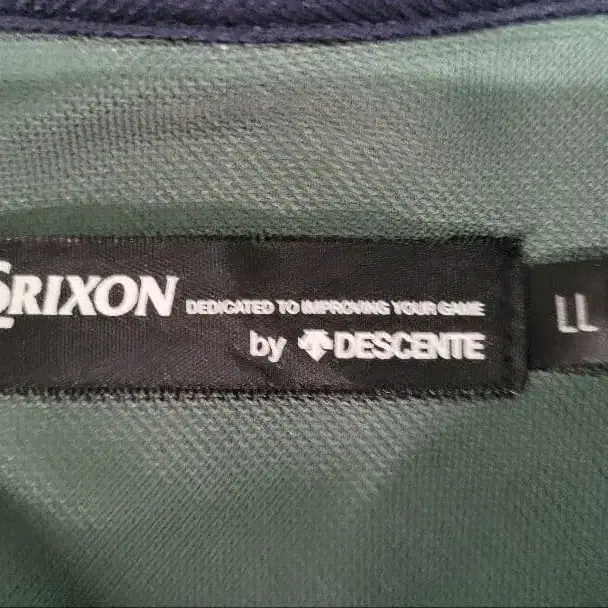 SRIXON DEDICATED TO IMPROVING YOUR GAME
by DESCENTE
LL